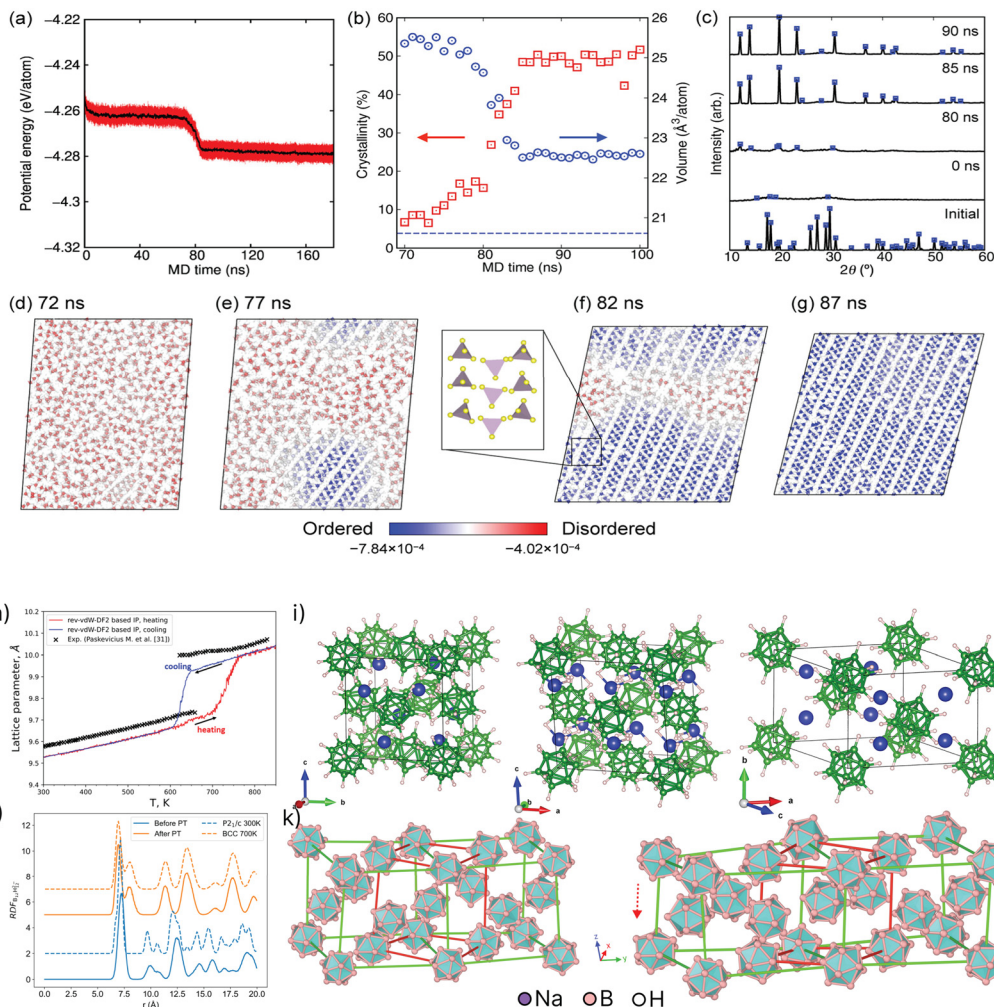 (a)
−4.22
−4.24
−4.26
−4.28
−4.3
−4.32
Potential energy (eV/atom)
0 40 80 120 160
MD time (ns)
(b)
60
50
40
30
20
10
0
Crystallinity (%)
26
25
24
23
22
21
Volume (Å³/atom)
70 80 90 100
MD time (ns)
(c)
90 ns
85 ns
80 ns
0 ns
Initial
Intensity (arb.)
10 20 30 40 50 60
2θ (º)
(d) 72 ns
(e) 77 ns
(f) 82 ns
(g) 87 ns
Ordered
Disordered
−7.84×10⁻⁴
−4.02×10⁻⁴
rev-vdW-DF2 based IP, heating
rev-vdW-DF2 based IP, cooling
Exp. (Paskevicius M. et al. [31])
10.2
10.1
10.0
9.9
9.8
9.7
9.6
9.5
9.4
Lattice parameter, Å
cooling
heating
300 400 500 600 700 800
T, K
i)
c
a
b
c
b
a
b
a
c
Before PT
After PT
P2₁/c 300K
BCC 700K
12
10
8
6
4
2
0
0.0 2.5 5.0 7.5 10.0 12.5 15.0 17.5 20.0
r (Å)
k)
z
x
Y
Na
B
H